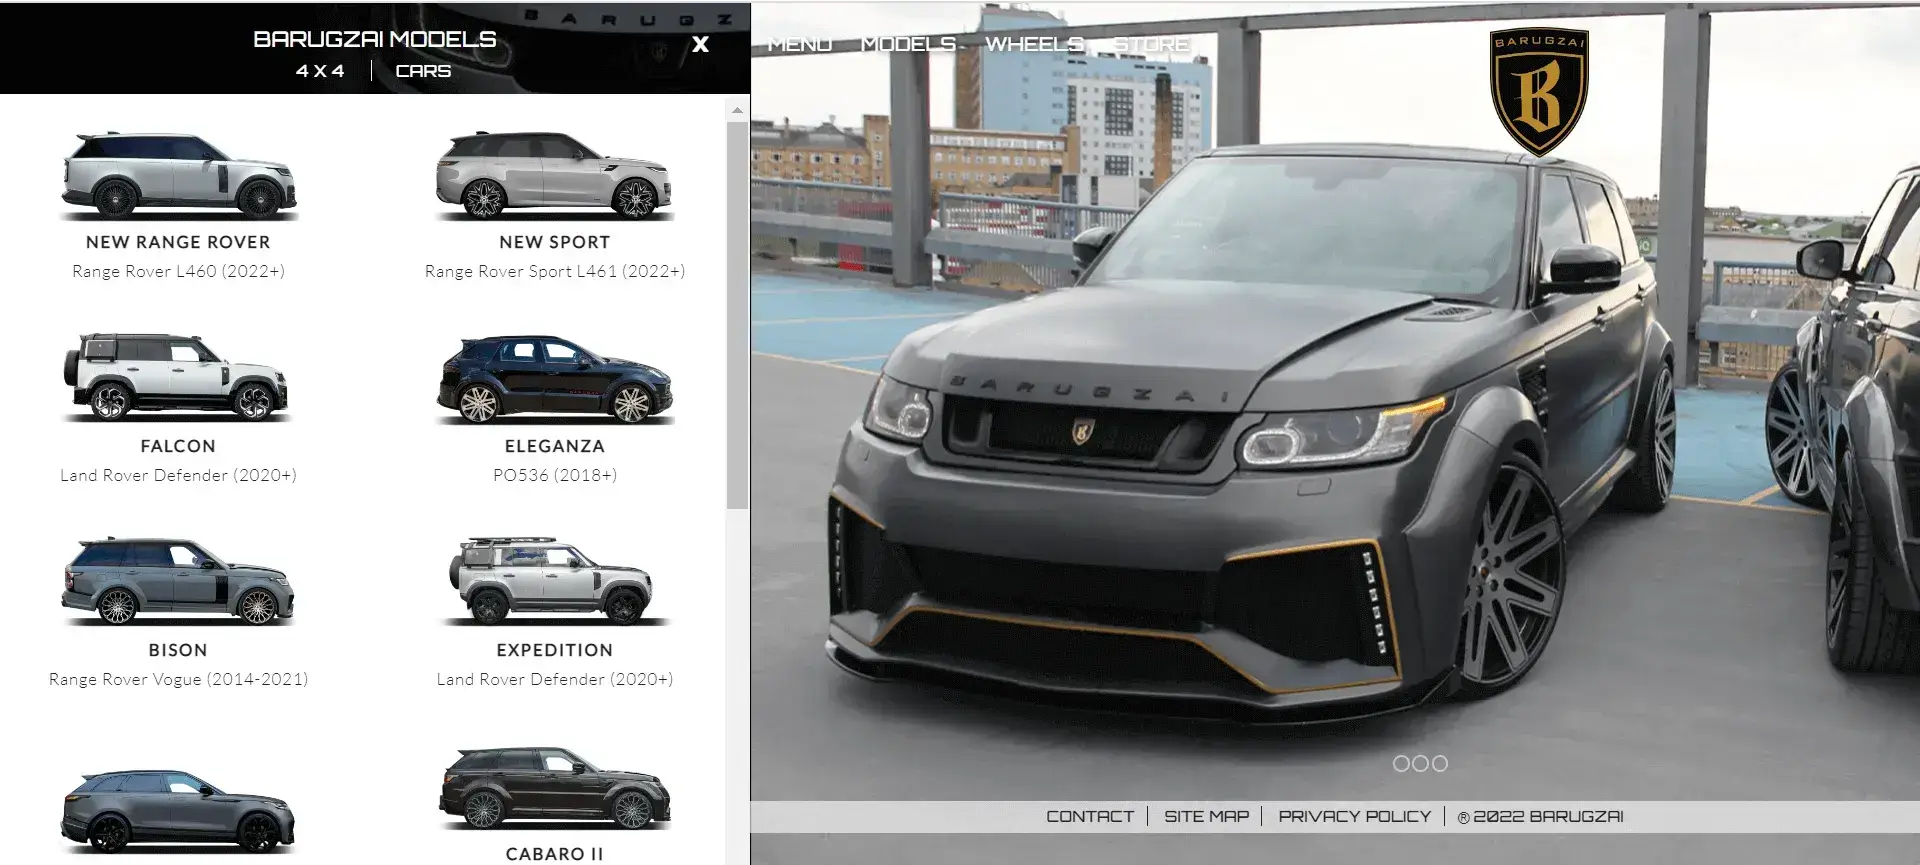 BARUGZ
BARUGZAI MODELS
4 X 4 | CARS
X
MENU MODELS WHEELS STORE
BARUGZAI
B
NEW RANGE ROVER
Range Rover L460 (2022+)
NEW SPORT
Range Rover Sport L461 (2022+)
FALCON
Land Rover Defender (2020+)
ELEGANZA
PO536 (2018+)
BISON
Range Rover Vogue (2014-2021)
EXPEDITION
Land Rover Defender (2020+)
CABARO II
BARUGZAI
B
CONTACT | SITE MAP | PRIVACY POLICY | ® 2022 BARUGZAI